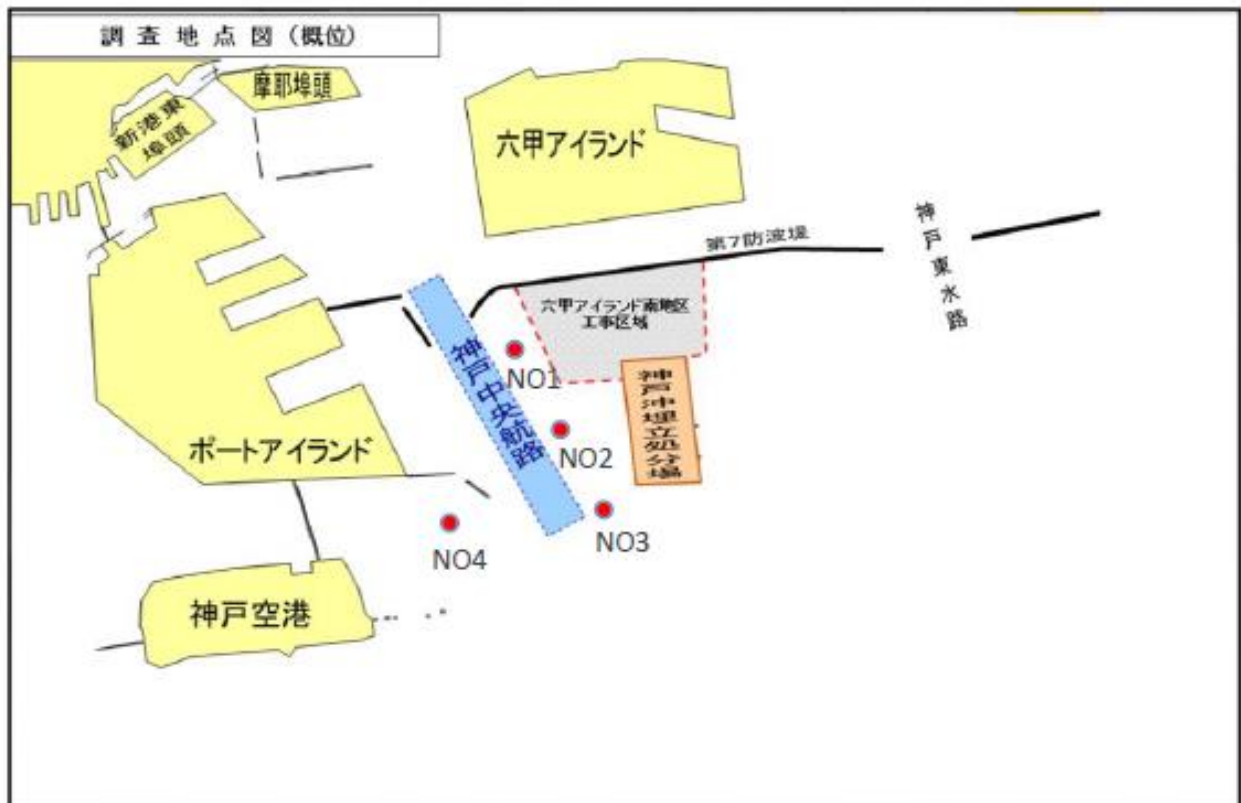 調査地点図（概位）
摩耶埠頭
新港東
埠頭
六甲アイランド
神戸東水路
第7防波堤
六甲アイランド南地区
工事区域
神戸中央航路
NO1
神戸沖埋立処分場
ポートアイランド
NO2
NO3
NO4
神戸空港